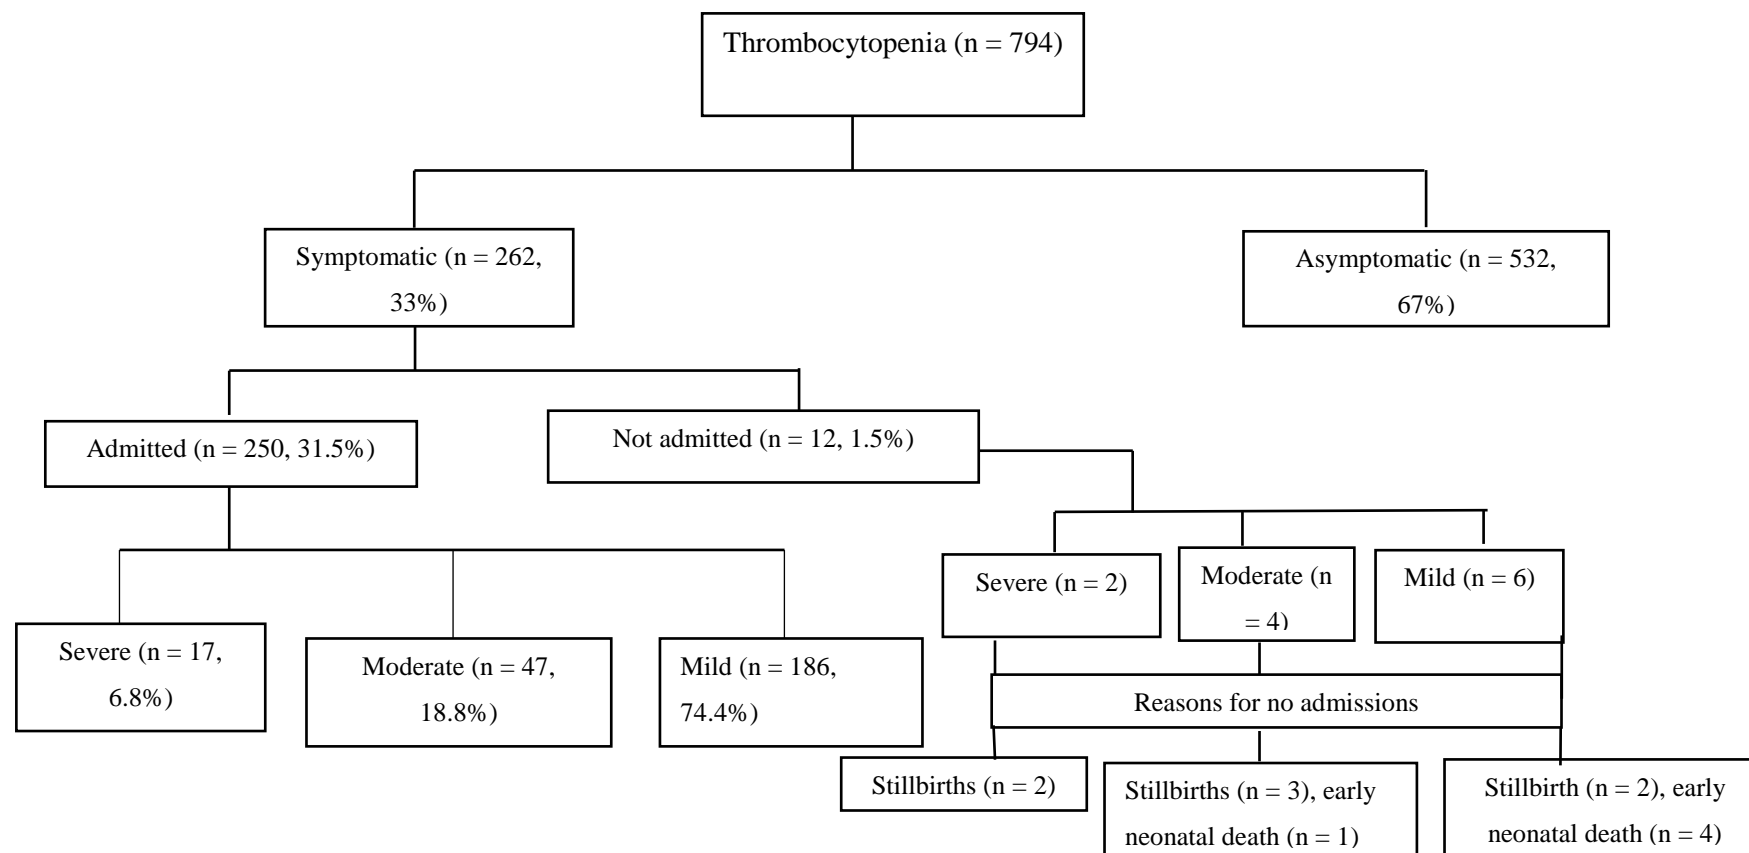 Thrombocytopenia (n = 794)
Symptomatic (n = 262,
33%)
Asymptomatic (n = 532,
67%)
Admitted (n = 250, 31.5%)
Not admitted (n = 12, 1.5%)
Severe (n = 2)
Moderate (n
= 4)
Mild (n = 6)
Severe (n = 17,
6.8%)
Moderate (n = 47,
18.8%)
Mild (n = 186,
74.4%)
Reasons for no admissions
Stillbirths (n = 2)
Stillbirths (n = 3), early
neonatal death (n = 1)
Stillbirth (n = 2), early
neonatal death (n = 4)